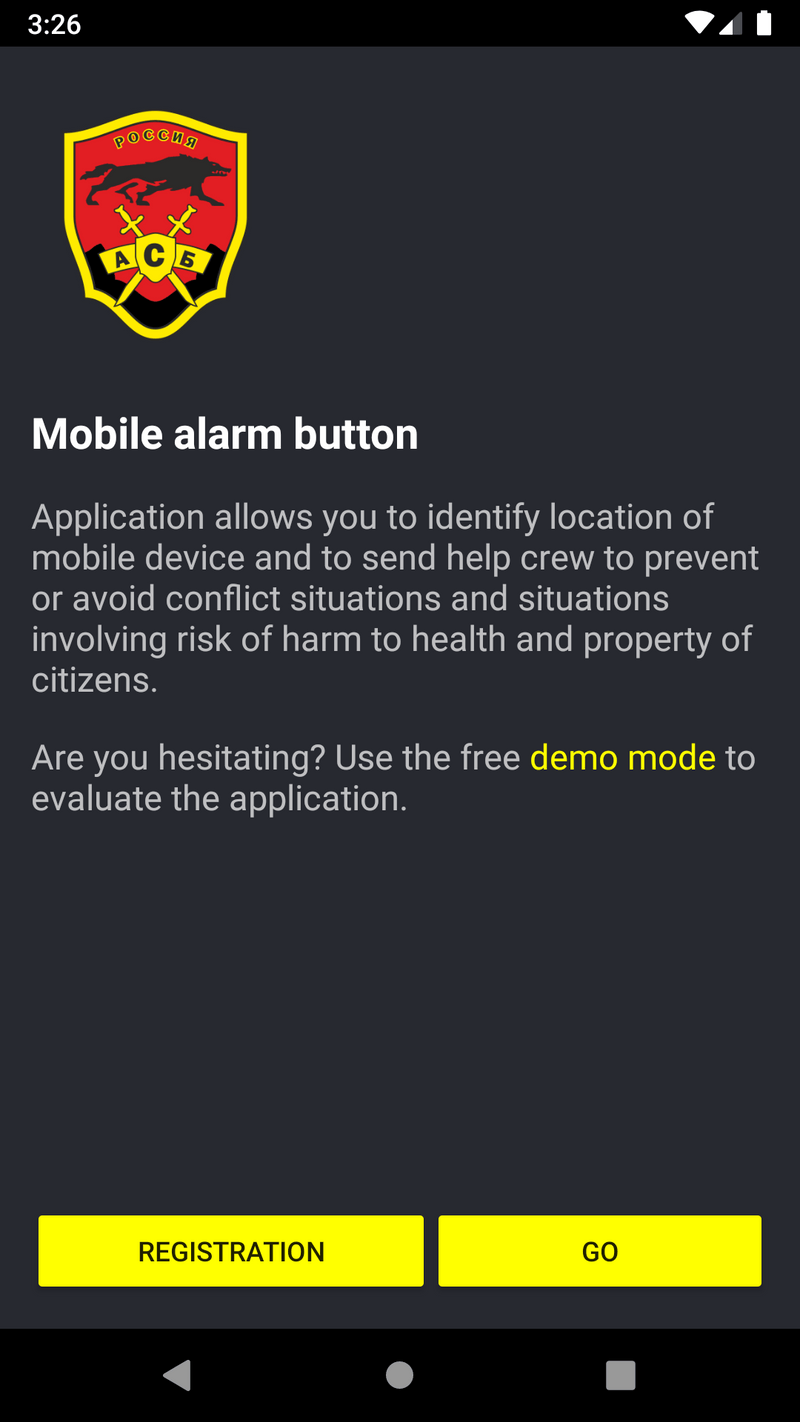 3:26
РОССИЯ
А С Б
Mobile alarm button
Application allows you to identify location of
mobile device and to send help crew to prevent
or avoid conflict situations and situations
involving risk of harm to health and property of
citizens.
Are you hesitating? Use the free demo mode to
evaluate the application.
REGISTRATION
GO